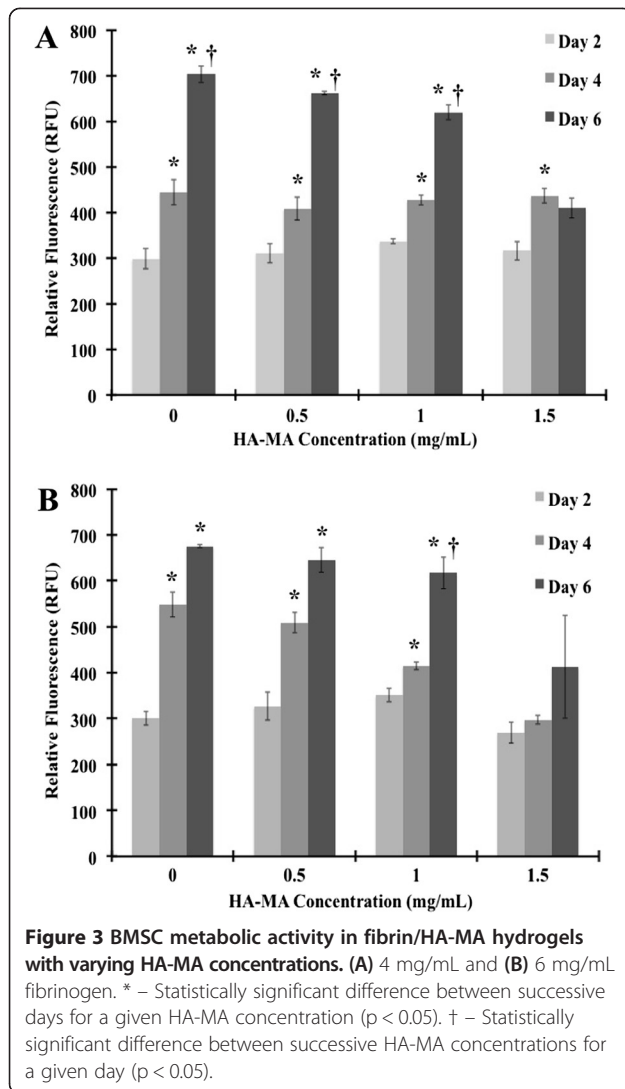 A
* † * † * † 
* * * *
Day 2
Day 4
Day 6
800
700
600
500
400
300
200
100
0
Relative Fluorescence (RFU)
0 0.5 1 1.5
HA-MA Concentration (mg/mL)
B
* * * †
* * *
Day 2
Day 4
Day 6
800
700
600
500
400
300
200
100
0
Relative Fluorescence (RFU)
0 0.5 1 1.5
HA-MA Concentration (mg/mL)
Figure 3 BMSC metabolic activity in fibrin/HA-MA hydrogels
with varying HA-MA concentrations. (A) 4 mg/mL and (B) 6 mg/mL
fibrinogen. * – Statistically significant difference between successive
days for a given HA-MA concentration (p < 0.05). † – Statistically
significant difference between successive HA-MA concentrations for
a given day (p < 0.05).